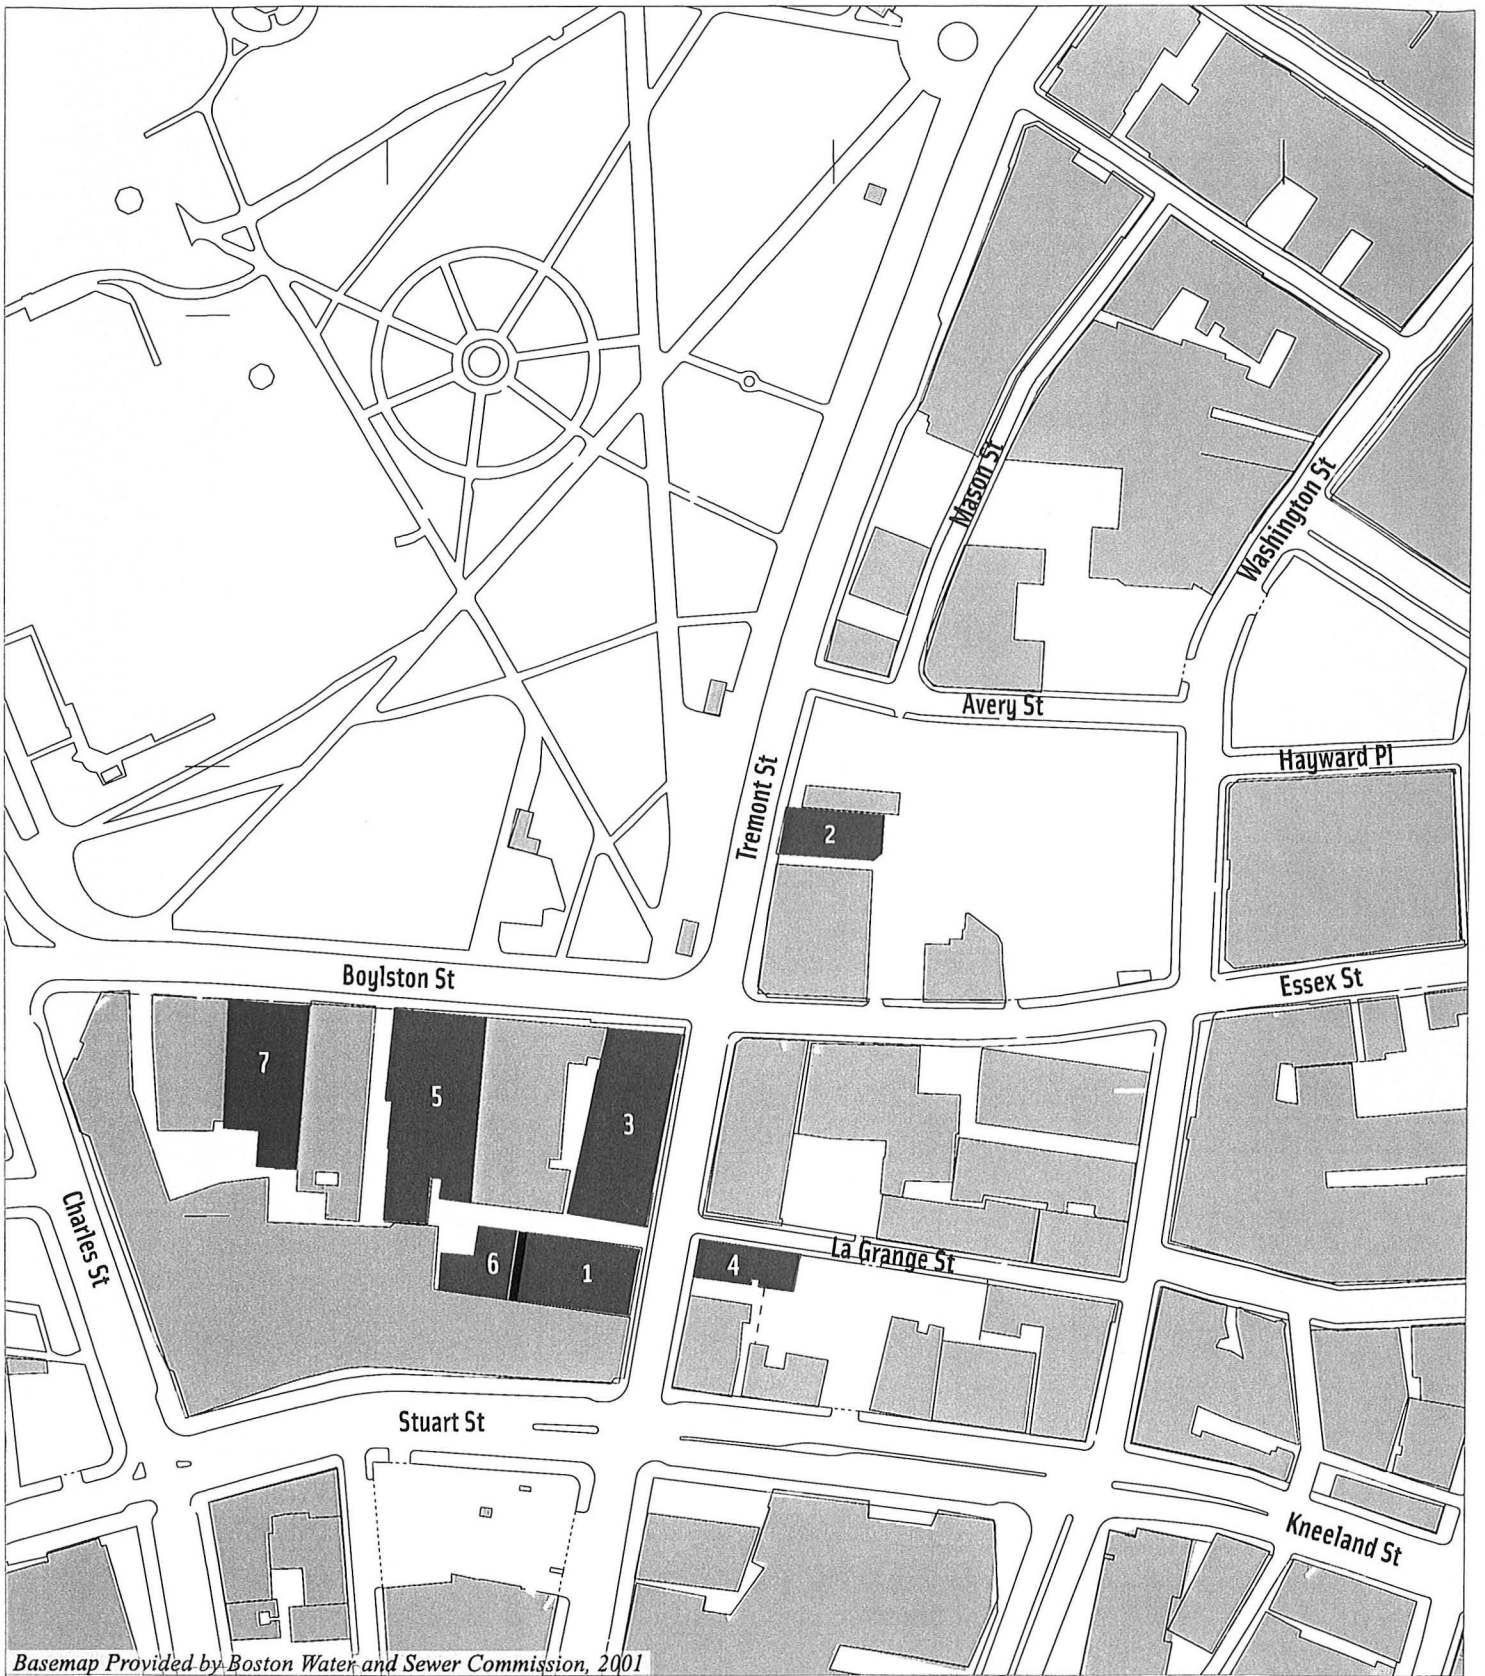 Mason St
Washington St
Avery St
Hayward Pl
Tremont St
2
Boylston St
Essex St
7
5
3
Charles St
La Grange St
4
6
1
Stuart St
Kneeland St
Basemap Provided by Boston Water and Sewer Commission, 2001